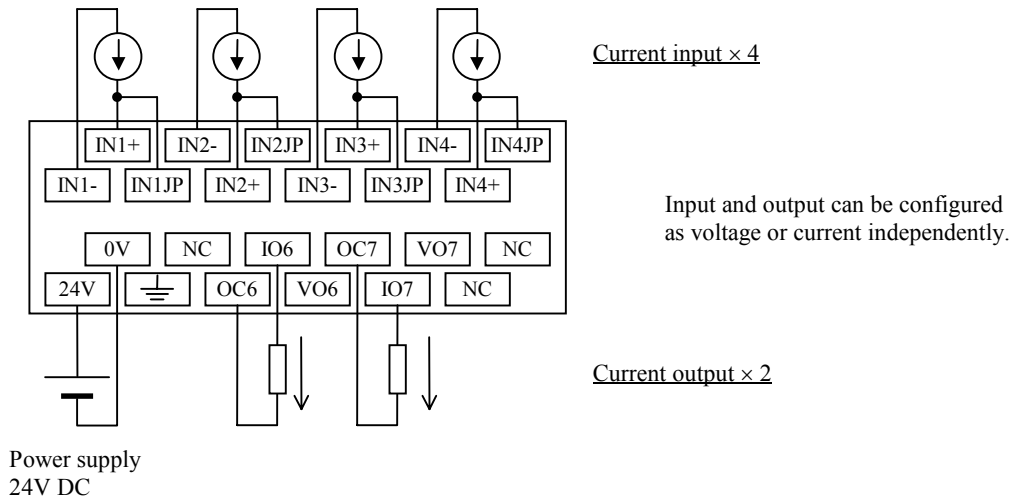 Current input × 4
IN1+ IN2- IN2JP IN3+ IN4- IN4JP
IN1- IN1JP IN2+ IN3- IN3JP IN4+
Input and output can be configured
as voltage or current independently.
0V NC IO6 OC7 VO7 NC
24V OC6 VO6 IO7 NC
Current output × 2
Power supply
24V DC